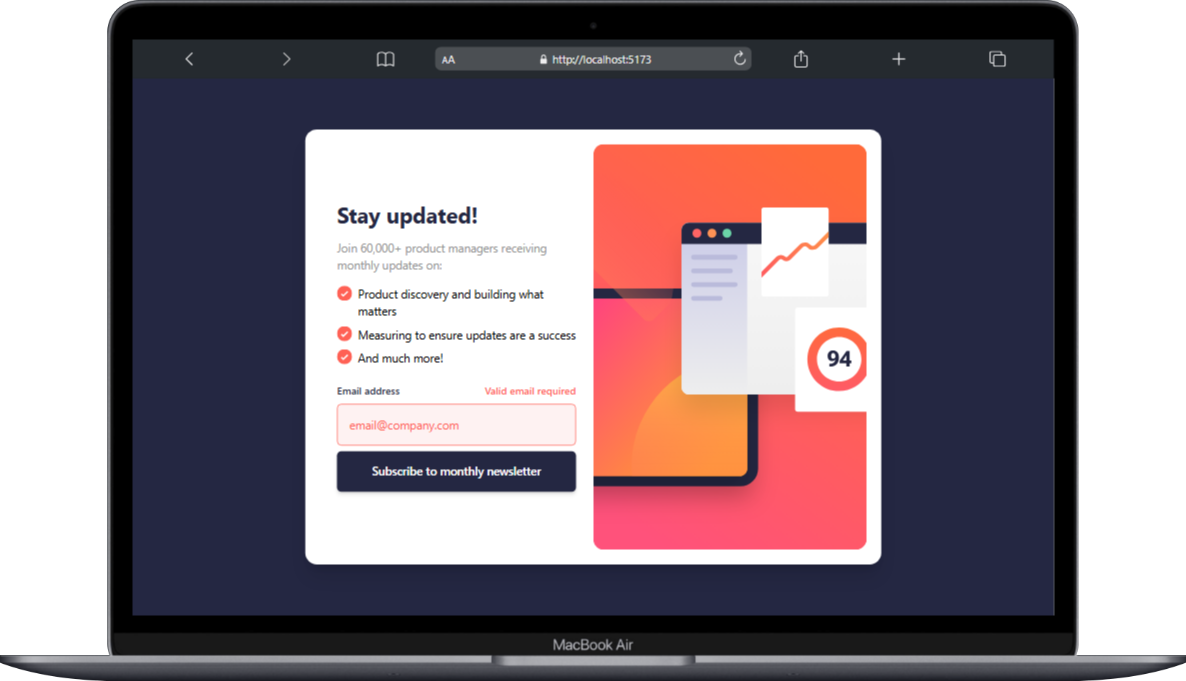 AA
http://localhost:5173
Stay updated!
Join 60,000+ product managers receiving
monthly updates on:
Product discovery and building what
matters
Measuring to ensure updates are a success
And much more!
Email address Valid email required
email@company.com
Subscribe to monthly newsletter
94
MacBook Air